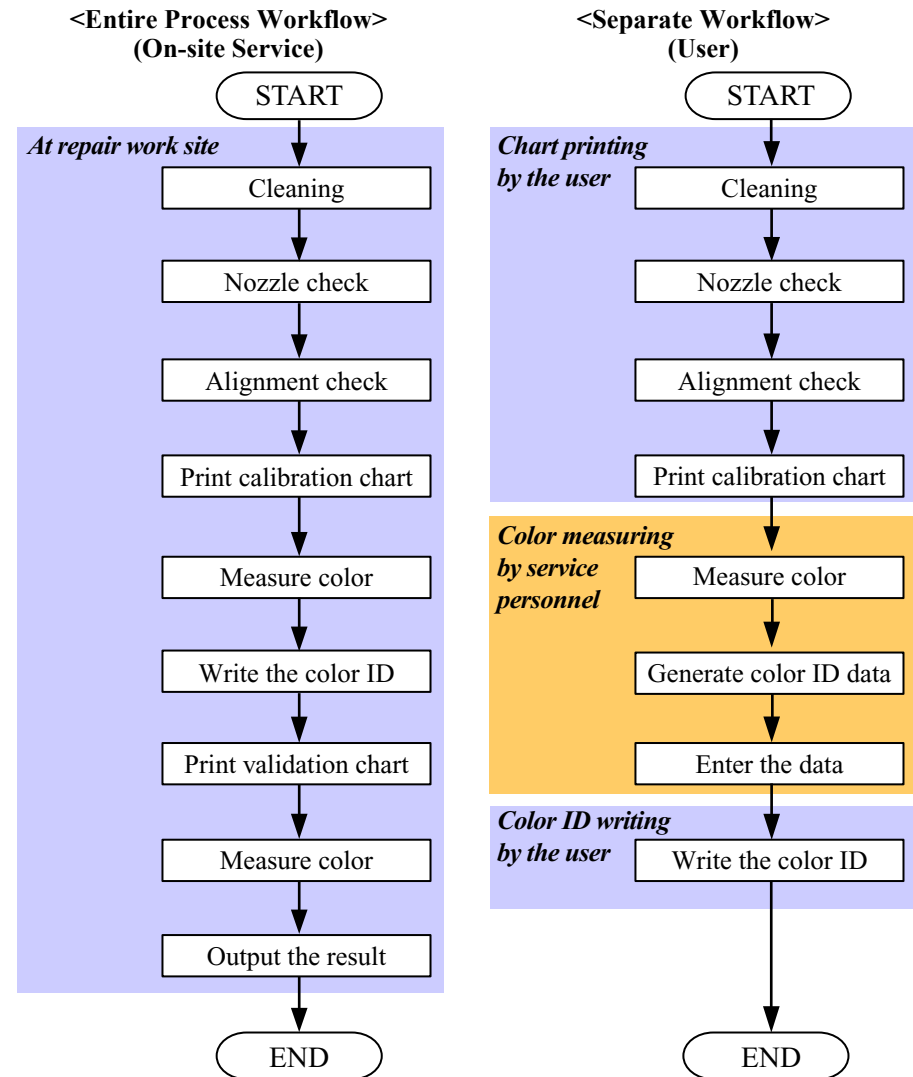 <Entire Process Workflow>
(On-site Service)
START
At repair work site
Cleaning
Nozzle check
Alignment check
Print calibration chart
Measure color
Write the color ID
Print validation chart
Measure color
Output the result
END
<Separate Workflow>
(User)
START
Chart printing
by the user
Cleaning
Nozzle check
Alignment check
Print calibration chart
Color measuring
by service
personnel
Measure color
Generate color ID data
Enter the data
Color ID writing
by the user
Write the color ID
END